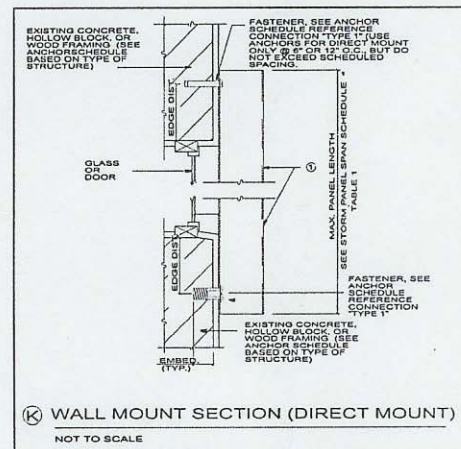 EXISTING CONCRETE,
HOLLOW BLOCK, OR
WOOD FRAMING (SEE
ANCHORSCHEDULE
BASED ON TYPE OF
STRUCTURE)
FASTENER, SEE ANCHOR
SCHEDULE REFERENCE
CONNECTION "TYPE 1" (USE
ANCHORS FOR DIRECT MOUNT
ONLY @ 6" OR 12" O.C., BUT DO
NOT EXCEED SCHEDULED
SPACING.
EDGE DIST.
GLASS
OR
DOOR
1
MAX. PANEL LENGTH
SEE STORM PANEL SPAN SCHEDULE
TABLE 1
EDGE DIST.
FASTENER, SEE
ANCHOR
SCHEDULE
REFERENCE
CONNECTION
"TYPE 1"
EXISTING CONCRETE,
HOLLOW BLOCK, OR
WOOD FRAMING (SEE
ANCHOR SCHEDULE
BASED ON TYPE OF
STRUCTURE)
EMBED.
(TYP.)
K WALL MOUNT SECTION (DIRECT MOUNT)
NOT TO SCALE